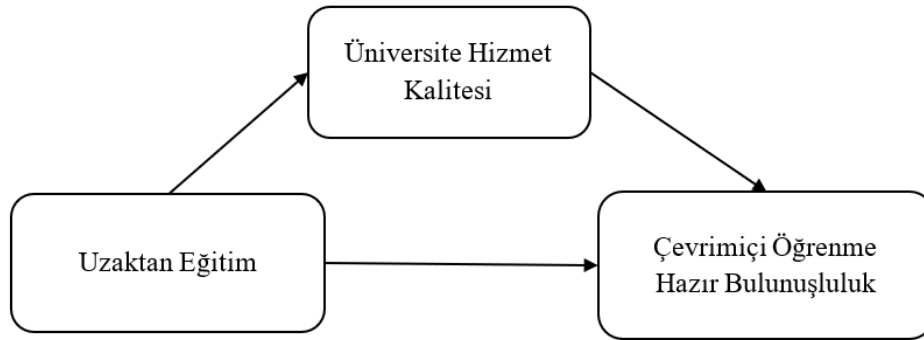 Üniversite Hizmet
Kalitesi
Uzaktan Eğitim
Çevrimiçi Öğrenme
Hazır Bulunuşluluk